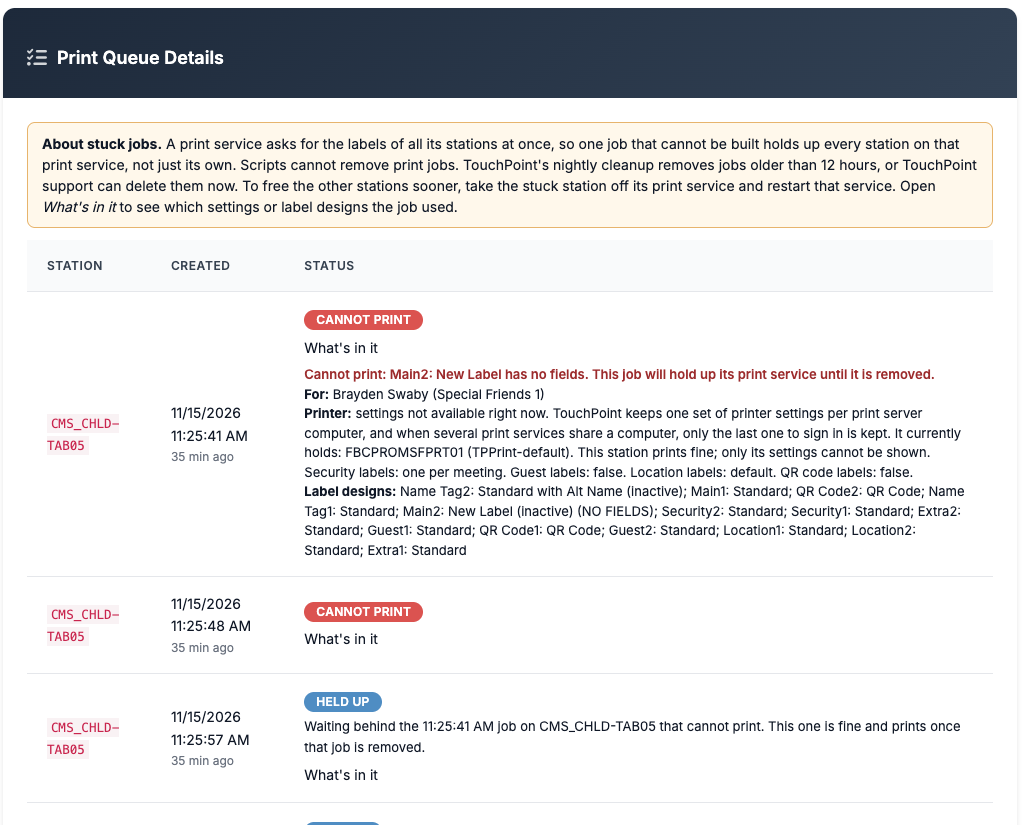 Print Queue Details
About stuck jobs. A print service asks for the labels of all its stations at once, so one job that cannot be built holds up every station on that
print service, not just its own. Scripts cannot remove print jobs. TouchPoint's nightly cleanup removes jobs older than 12 hours, or TouchPoint
support can delete them now. To free the other stations sooner, take the stuck station off its print service and restart that service. Open
What's in it to see which settings or label designs the job used.
STATION CREATED STATUS
CANNOT PRINT
What's in it
Cannot print: Main2: New Label has no fields. This job will hold up its print service until it is removed.
For: Brayden Swaby (Special Friends 1)
Printer: settings not available right now. TouchPoint keeps one set of printer settings per print server
computer, and when several print services share a computer, only the last one to sign in is kept. It currently
holds: FBCPROMSFPRT01 (TPPrint-default). This station prints fine; only its settings cannot be shown.
Security labels: one per meeting. Guest labels: false. Location labels: default. QR code labels: false.
Label designs: Name Tag2: Standard with Alt Name (inactive); Main1: Standard; QR Code2: QR Code; Name
Tag1: Standard; Main2: New Label (inactive) (NO FIELDS); Security2: Standard; Security1: Standard; Extra2:
Standard; Guest1: Standard; QR Code1: QR Code; Guest2: Standard; Location1: Standard; Location2:
Standard; Extra1: Standard
CMS_CHLD-
TAB05
11/15/2026
11:25:41 AM
35 min ago
CMS_CHLD-
TAB05
11/15/2026
11:25:48 AM
35 min ago
CANNOT PRINT
What's in it
CMS_CHLD-
TAB05
11/15/2026
11:25:57 AM
35 min ago
HELD UP
Waiting behind the 11:25:41 AM job on CMS_CHLD-TAB05 that cannot print. This one is fine and prints once
that job is removed.
What's in it